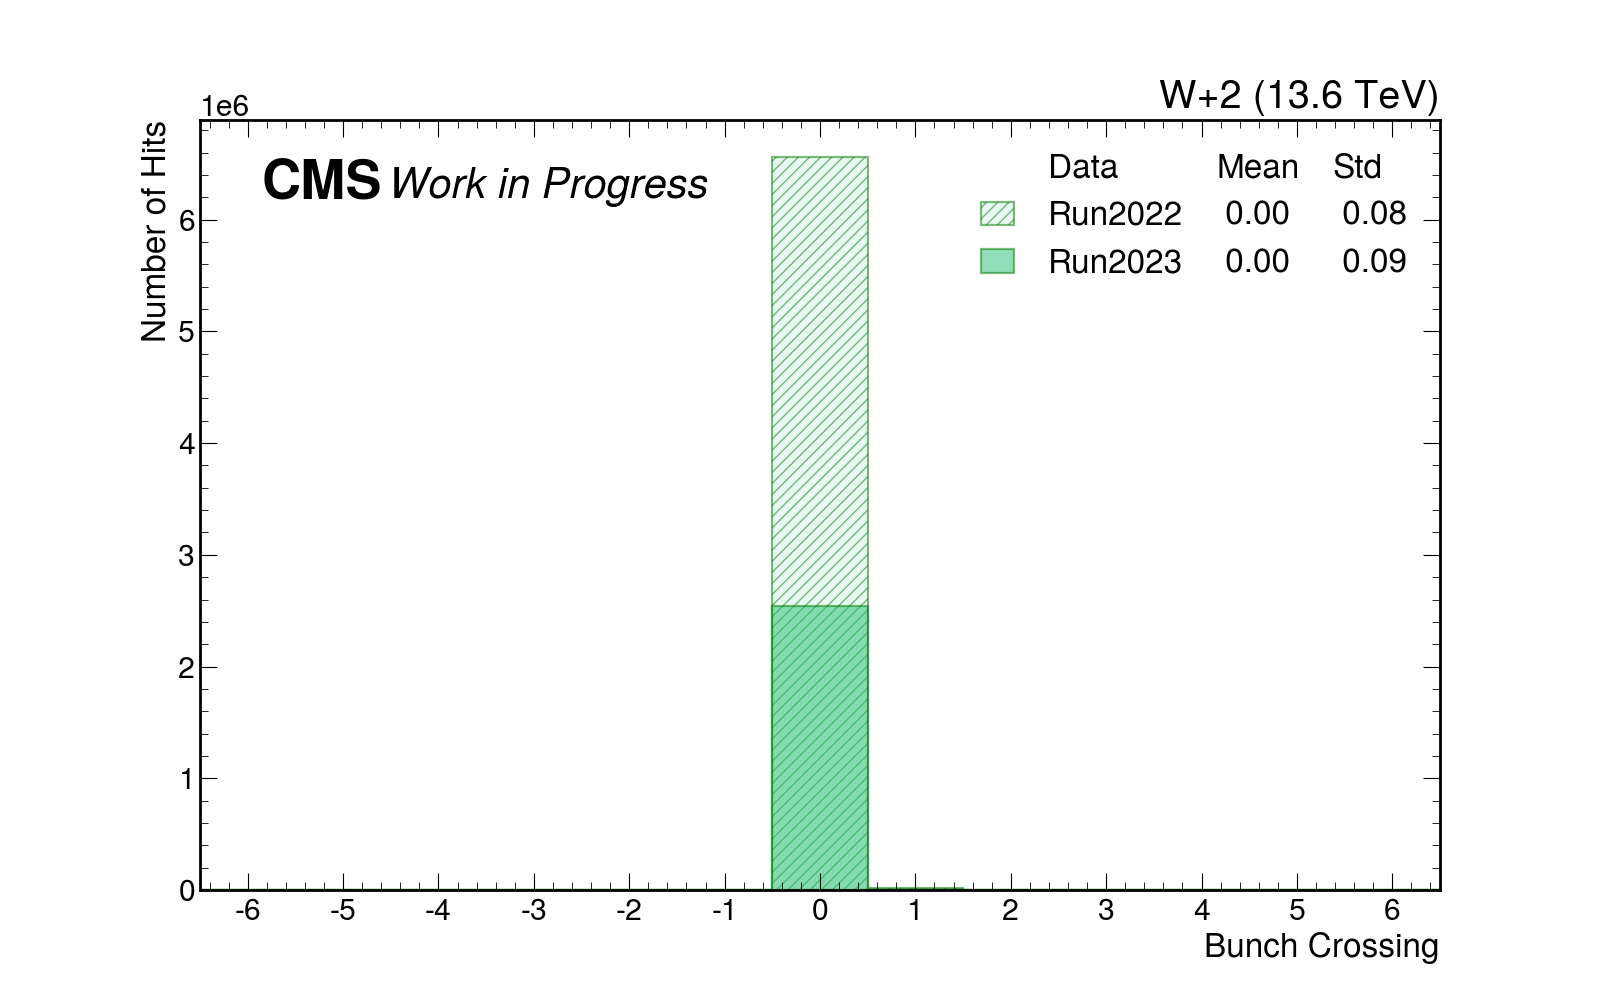 W+2 (13.6 TeV)
1e6
Number of Hits
CMS Work in Progress
Data Mean Std
Run2022 0.00 0.08
Run2023 0.00 0.09
6
5
4
3
2
1
0
-6 -5 -4 -3 -2 -1 0 1 2 3 4 5 6
Bunch Crossing